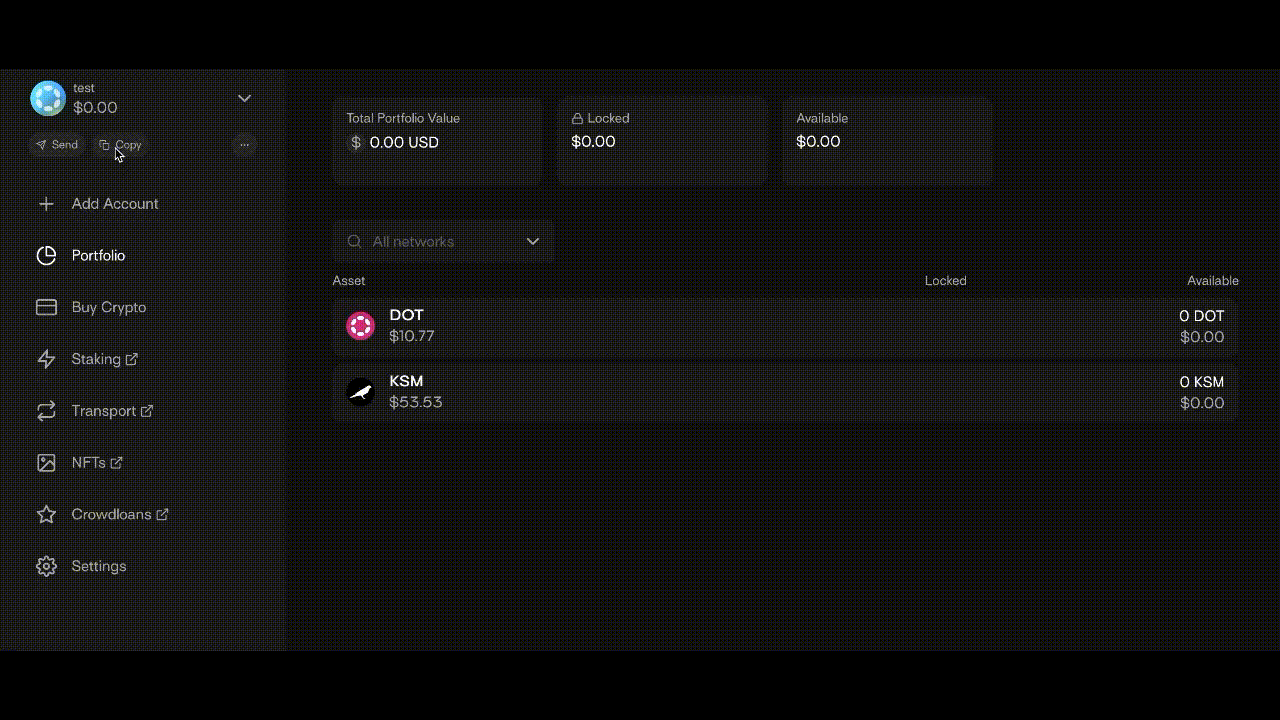 test
$0.00
Send
Copy
...
Add Account
Portfolio
Buy Crypto
Staking
Transport
NFTs
Crowdloans
Settings
Total Portfolio Value
$ 0.00 USD
Locked
$0.00
Available
$0.00
All networks
Asset Locked Available
DOT 0 DOT
$10.77 $0.00
KSM 0 KSM
$53.53 $0.00